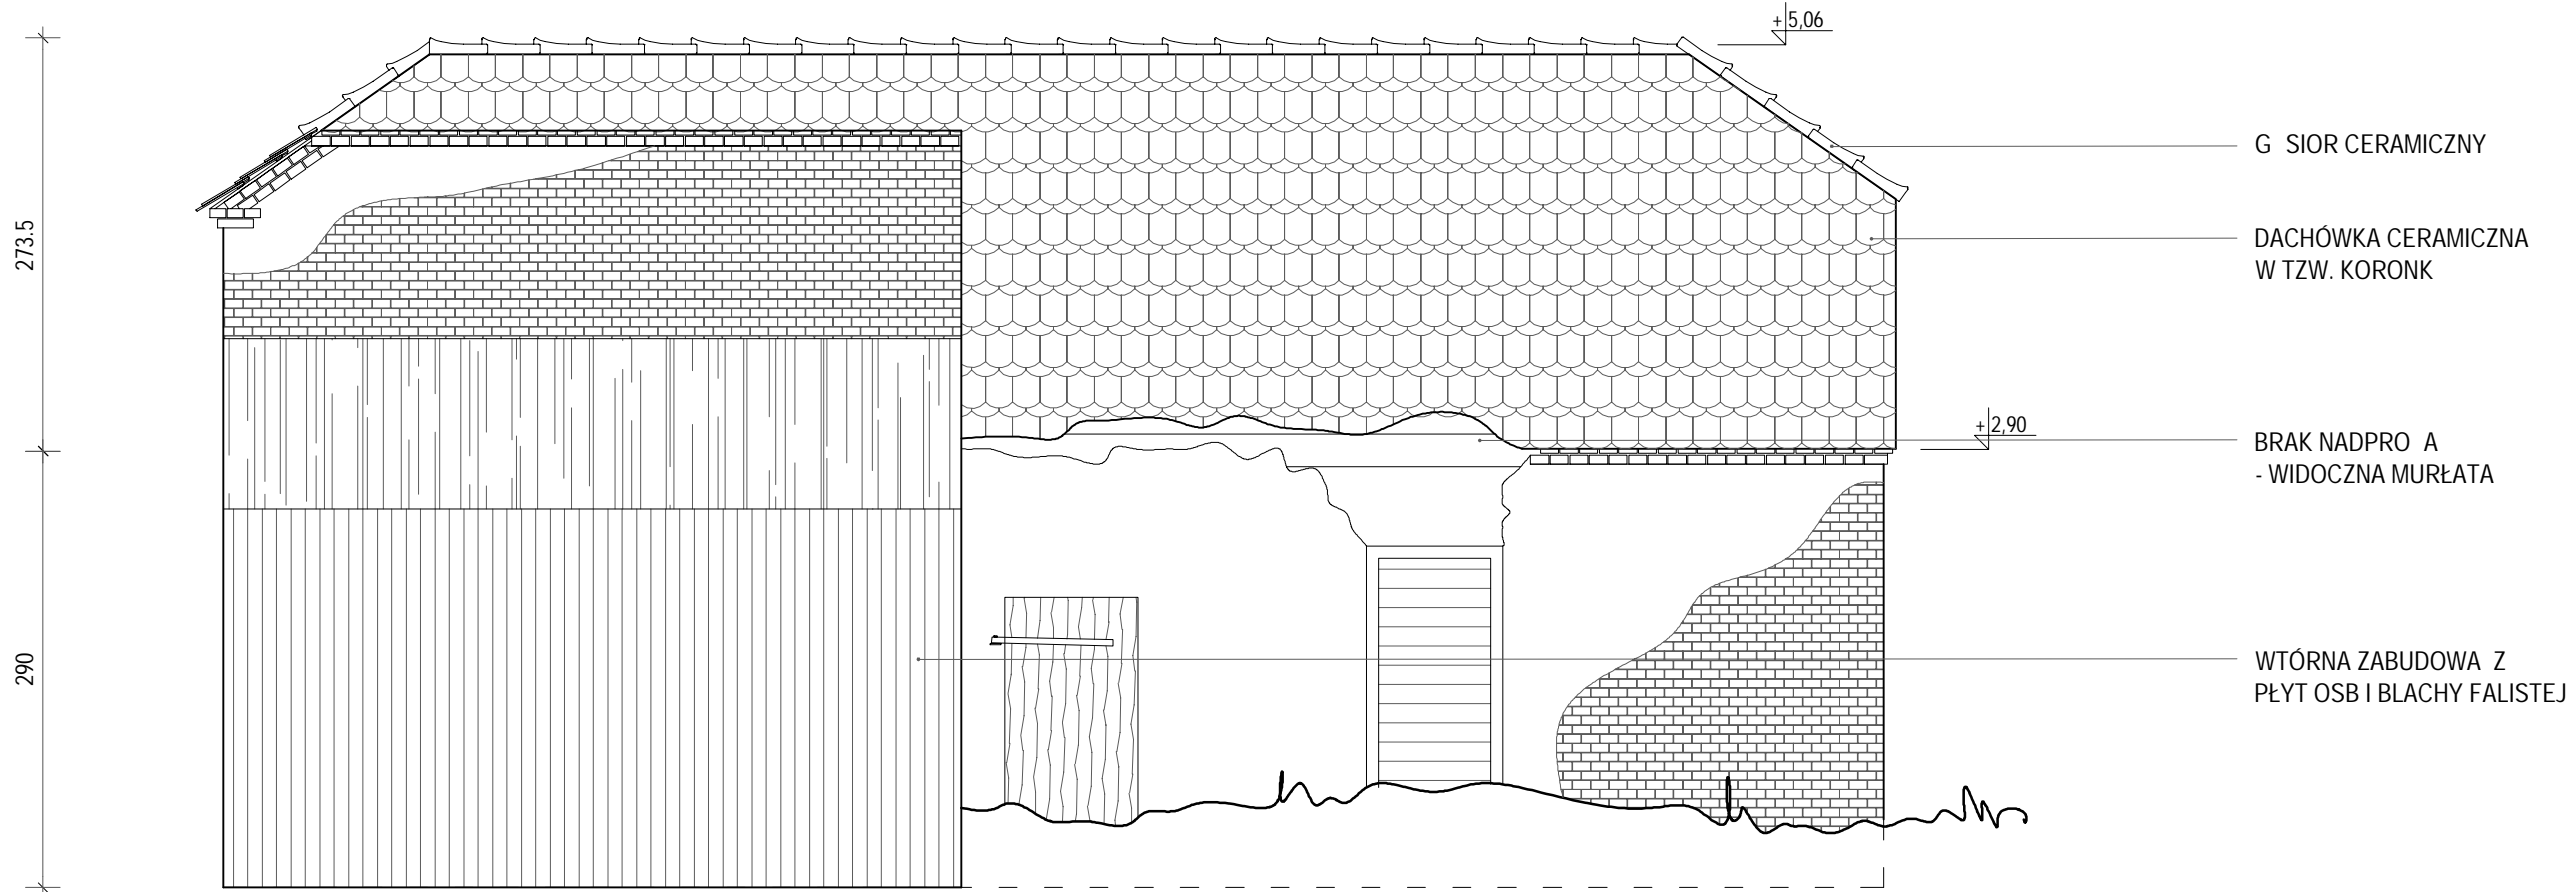 +5,06
G SIOR CERAMICZNY
273.5
DACHÓWKA CERAMICZNA
W TZW. KORONK
+2,90
BRAK NADPRO A
- WIDOCZNA MURŁATA
290
WTÓRNA ZABUDOWA Z
PŁYT OSB I BLACHY FALISTEJ